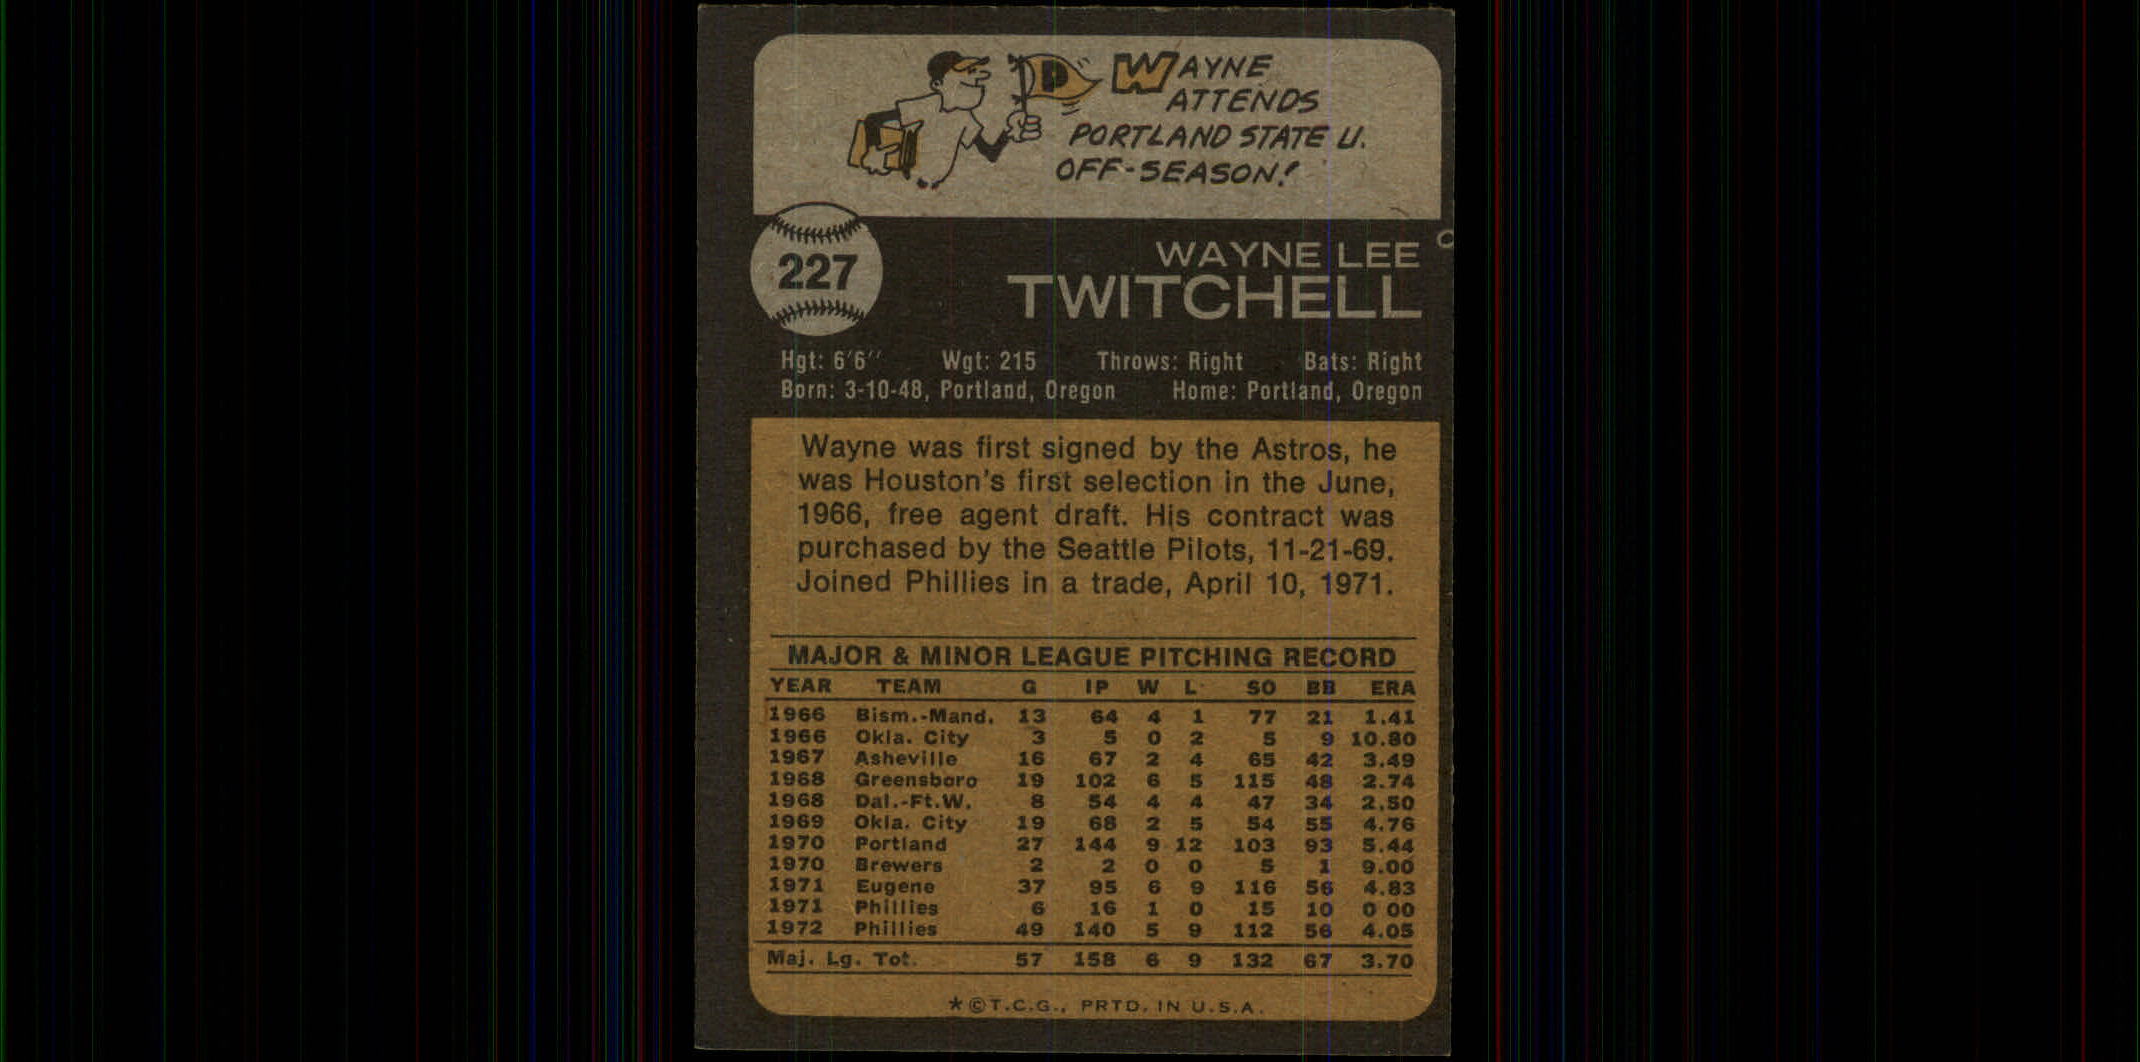 P WAYNE
ATTENDS
PORTLAND STATE U.
OFF-SEASON!
227
WAYNE LEE
TWITCHELL
Hgt: 6'6" Wgt: 215 Throws: Right Bats: Right
Born: 3-10-48, Portland, Oregon Home: Portland, Oregon
Wayne was first signed by the Astros, he
was Houston's first selection in the June,
1966, free agent draft. His contract was
purchased by the Seattle Pilots, 11-21-69.
Joined Phillies in a trade, April 10, 1971.
MAJOR & MINOR LEAGUE PITCHING RECORD
YEAR TEAM G IP W L SO BB ERA
1966 Bism.-Mand. 13 64 4 1 77 21 1.41
1966 Okla. City 3 5 0 2 5 9 10.80
1967 Asheville 16 67 2 4 65 42 3.49
1968 Greensboro 19 102 6 5 115 48 2.74
1968 Dal.-Ft.W. 8 54 4 4 47 34 2.50
1969 Okla. City 19 68 2 5 54 55 4.76
1970 Portland 27 144 9 12 103 93 5.44
1970 Brewers 2 2 0 0 5 1 9.00
1971 Eugene 37 95 6 9 116 56 4.83
1971 Phillies 6 16 1 0 15 10 0 00
1972 Phillies 49 140 5 9 112 56 4.05
Maj. Lg. Tot. 57 158 6 9 132 67 3.70
*©T.C.G., PRTD. IN U.S.A.